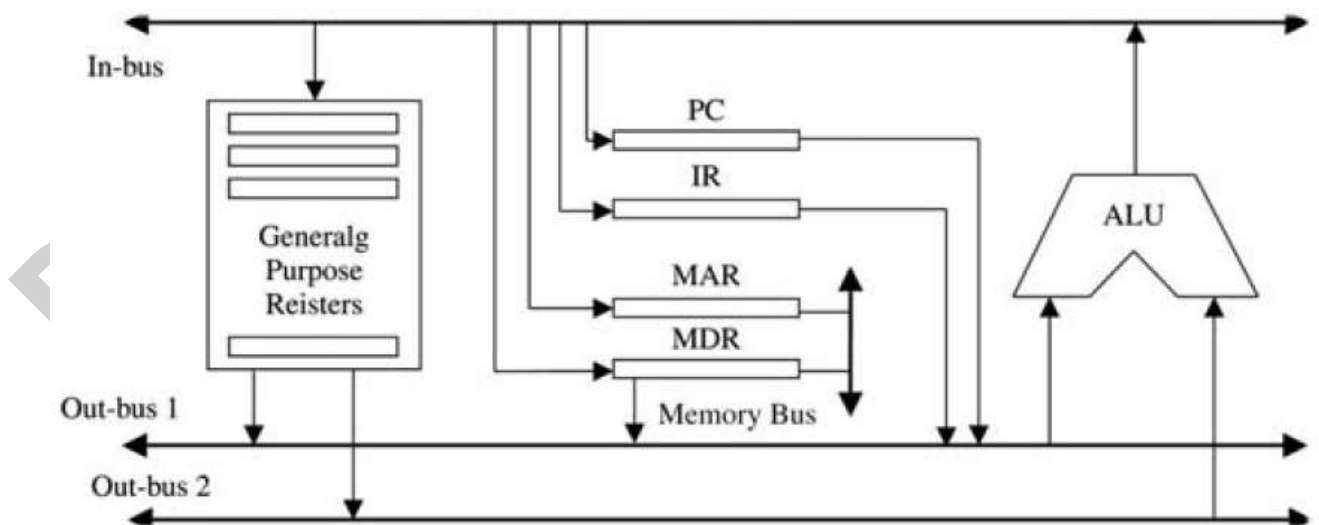 In-bus
PC
IR
ALU
Generalg
Purpose
Reisters
MAR
MDR
Out-bus 1
Memory Bus
Out-bus 2